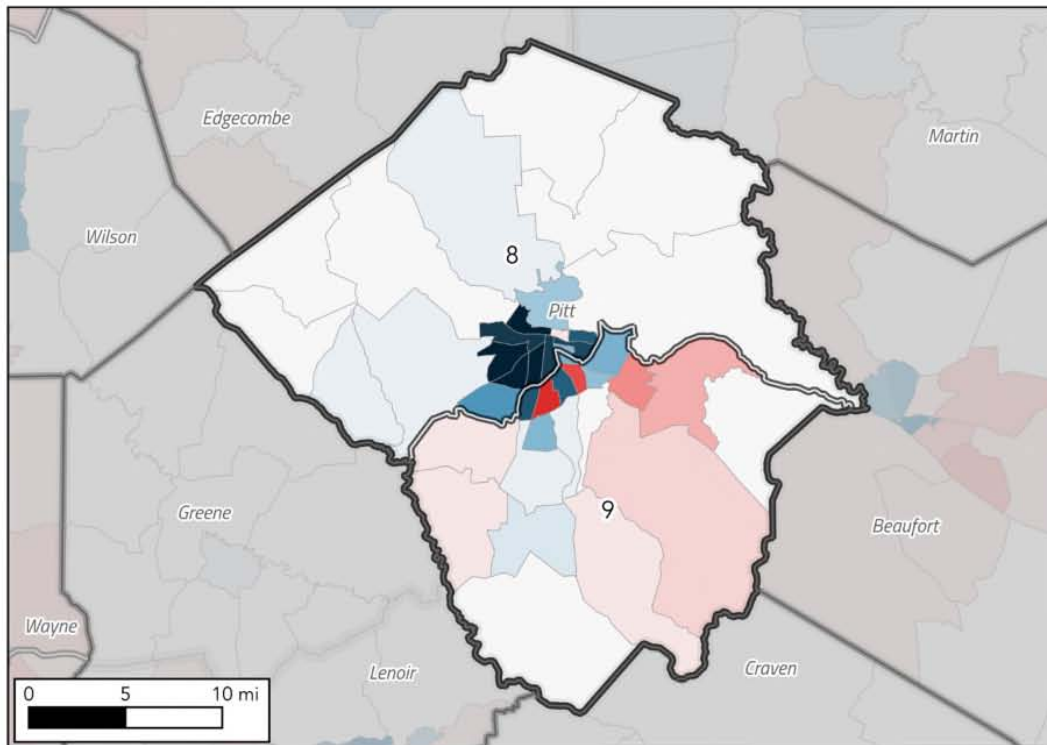 Edgecombe
Martin
Wilson
8
Pitt
Greene
9
Beaufort
Wayne
Lenoir
Craven
0 5 10 mi